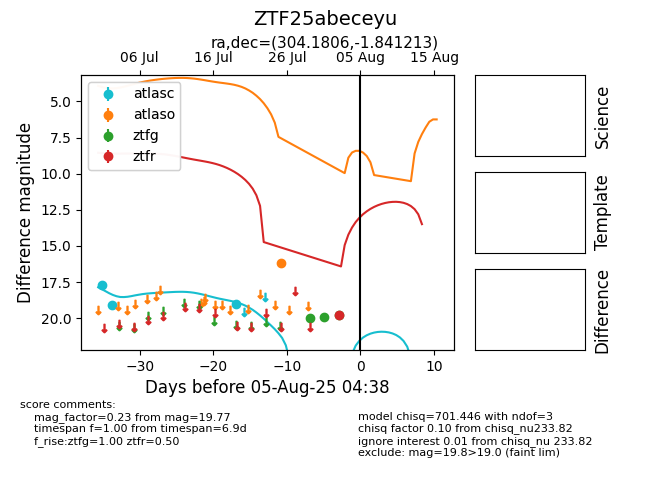 ZTF25abeceyu
ra,dec=(304.1806,-1.841213)
06 Jul 16 Jul 26 Jul 05 Aug 15 Aug
atlasc
atlaso
ztfg
ztfr
5.0
7.5
10.0
12.5
15.0
17.5
20.0
Difference magnitude
−30 −20 −10 0 10
Days before 05-Aug-25 04:38
Science
Template
Difference
score comments:
mag_factor=0.23 from mag=19.77
timespan f=1.00 from timespan=6.9d
f_rise:ztfg=1.00 ztfr=0.50
model chisq=701.446 with ndof=3
chisq factor 0.10 from chisq_nu233.82
ignore interest 0.01 from chisq_nu 233.82
exclude: mag=19.8>19.0 (faint lim)